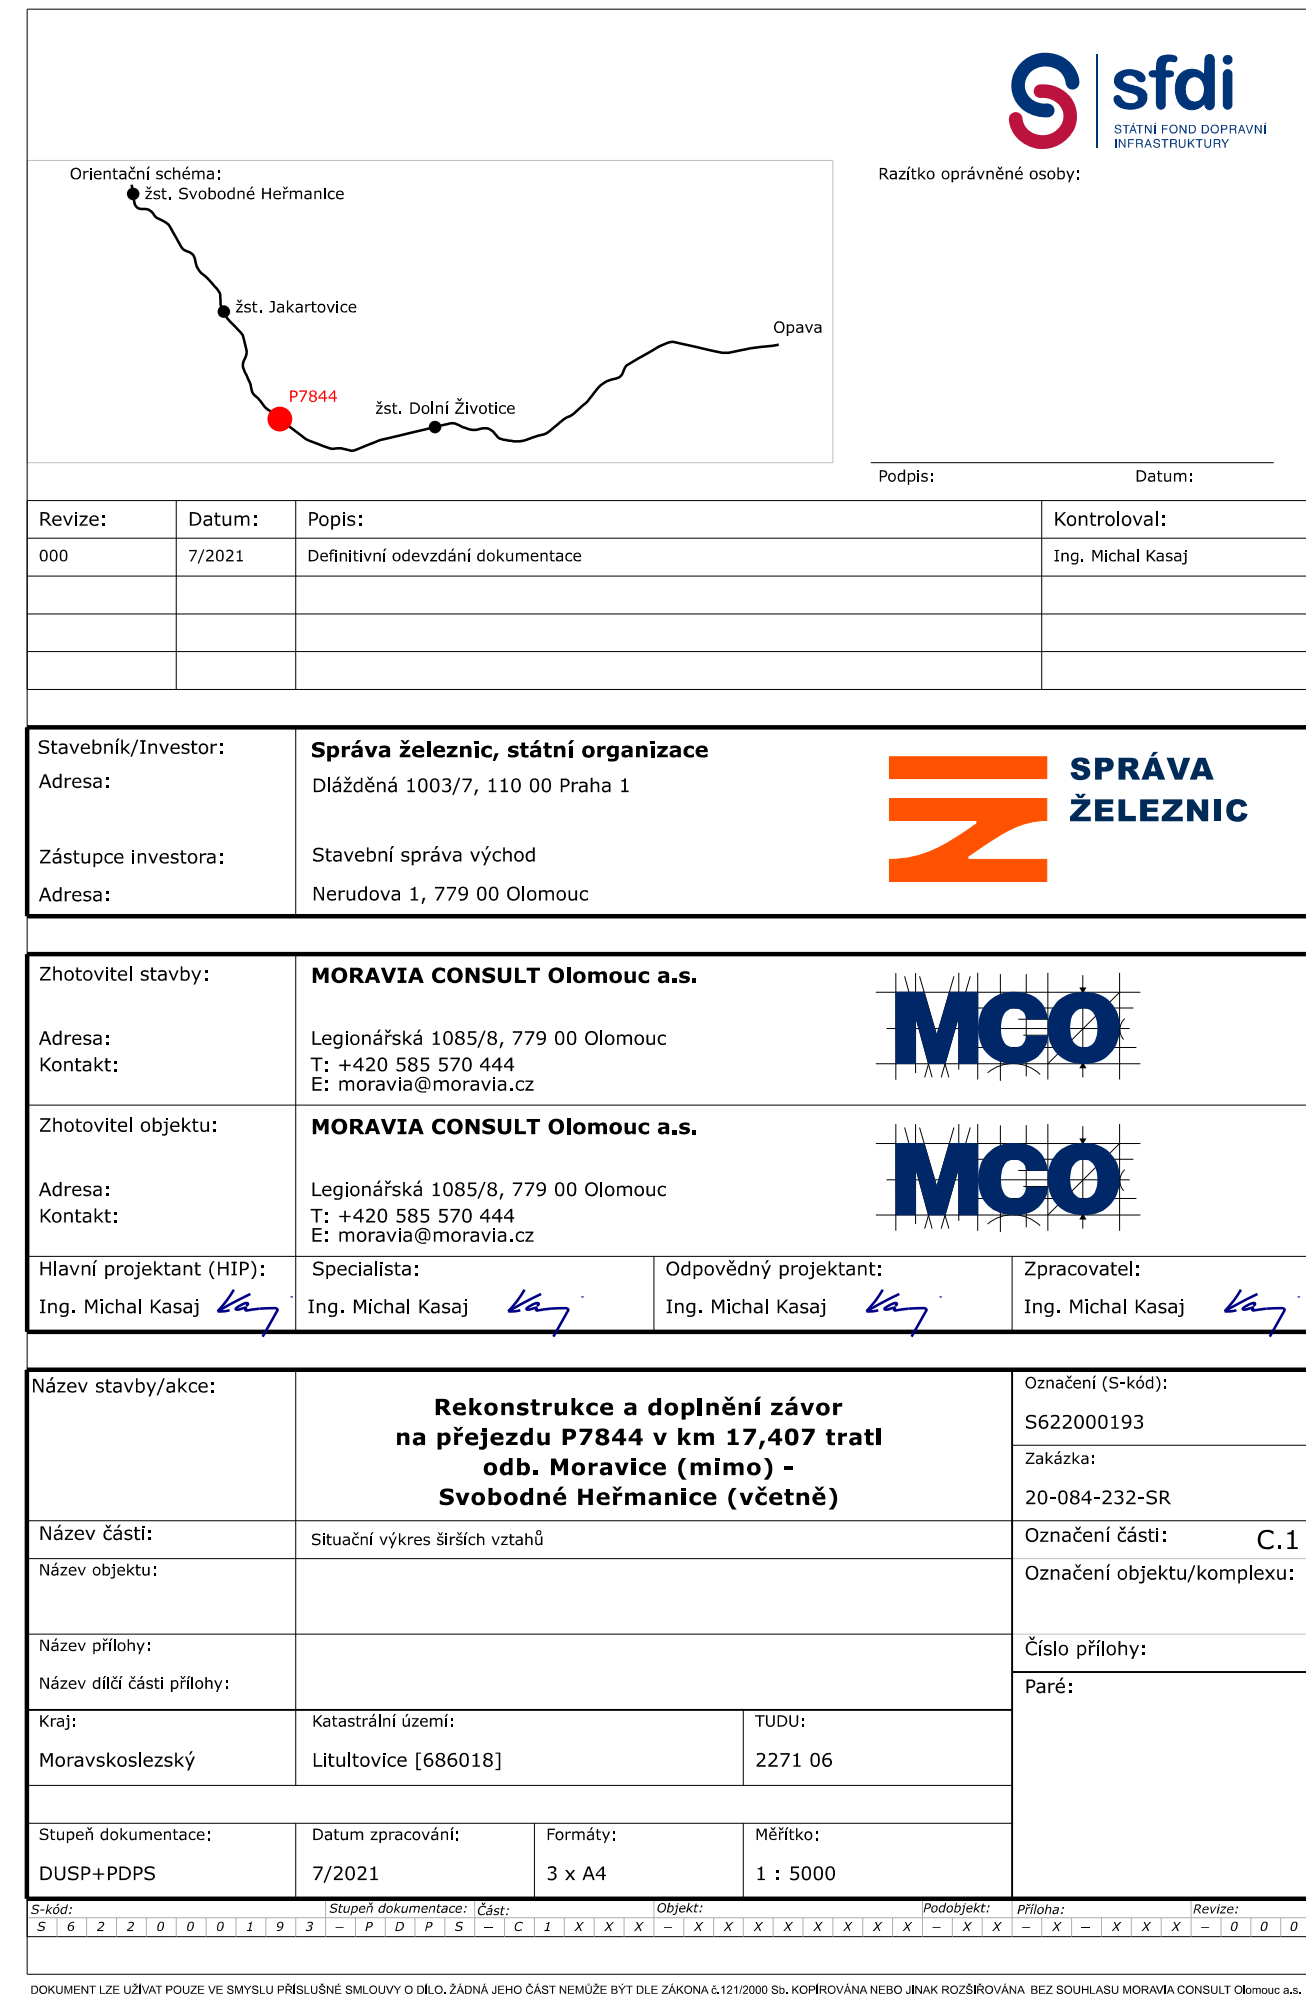 sfdi
STÁTNÍ FOND DOPRAVNÍ
INFRASTRUKTURY
Orientační schéma:
žst. Svobodné Heřmanice
žst. Jakartovice
Opava
P7844
žst. Dolní Životice
Razítko oprávněné osoby:
Podpis: Datum:
Revize: Datum: Popis: Kontroloval:
000 7/2021 Definitivní odevzdání dokumentace Ing. Michal Kasaj
Stavebník/Investor: Správa železnic, státní organizace
Adresa: Dlážděná 1003/7, 110 00 Praha 1
Zástupce investora: Stavební správa východ
Adresa: Nerudova 1, 779 00 Olomouc
SPRÁVA
ŽELEZNIC
Zhotovitel stavby: MORAVIA CONSULT Olomouc a.s.
Adresa: Legionářská 1085/8, 779 00 Olomouc
Kontakt: T: +420 585 570 444
E: moravia@moravia.cz
MCO
Zhotovitel objektu: MORAVIA CONSULT Olomouc a.s.
Adresa: Legionářská 1085/8, 779 00 Olomouc
Kontakt: T: +420 585 570 444
E: moravia@moravia.cz
MCO
Hlavní projektant (HIP): Specialista: Odpovědný projektant: Zpracovatel:
Ing. Michal Kasaj Ing. Michal Kasaj Ing. Michal Kasaj Ing. Michal Kasaj
Název stavby/akce:
Rekonstrukce a doplnění závor
na přejezdu P7844 v km 17,407 trati
odb. Moravice (mimo) -
Svobodné Heřmanice (včetně)
Označení (S-kód):
S622000193
Zakázka:
20-084-232-SR
Název části: Situační výkres širších vztahů Označení části: C.1
Název objektu: Označení objektu/komplexu:
Název přílohy: Číslo přílohy:
Název dílčí části přílohy: Paré:
Kraj: Katastrální území: TUDU:
Moravskoslezský Litultovice [686018] 2271 06
Stupeň dokumentace: Datum zpracování: Formáty: Měřítko:
DUSP+PDPS 7/2021 3 x A4 1 : 5000
S-kód: Stupeň dokumentace: Část: Objekt: Podobjekt: Příloha: Revize:
S 6 2 2 0 0 0 1 9 3 – P D P S – C 1 X X X – X X X X X X X X – X X – X – X X X – 0 0 0
DOKUMENT LZE UŽÍVAT POUZE VE SMYSLU PŘÍSLUŠNÉ SMLOUVY O DÍLO. ŽÁDNÁ JEHO ČÁST NEMŮŽE BÝT DLE ZÁKONA č.121/2000 Sb. KOPÍROVÁNA NEBO JINAK ROZŠIŘOVÁNA BEZ SOUHLASU MORAVIA CONSULT Olomouc a.s.